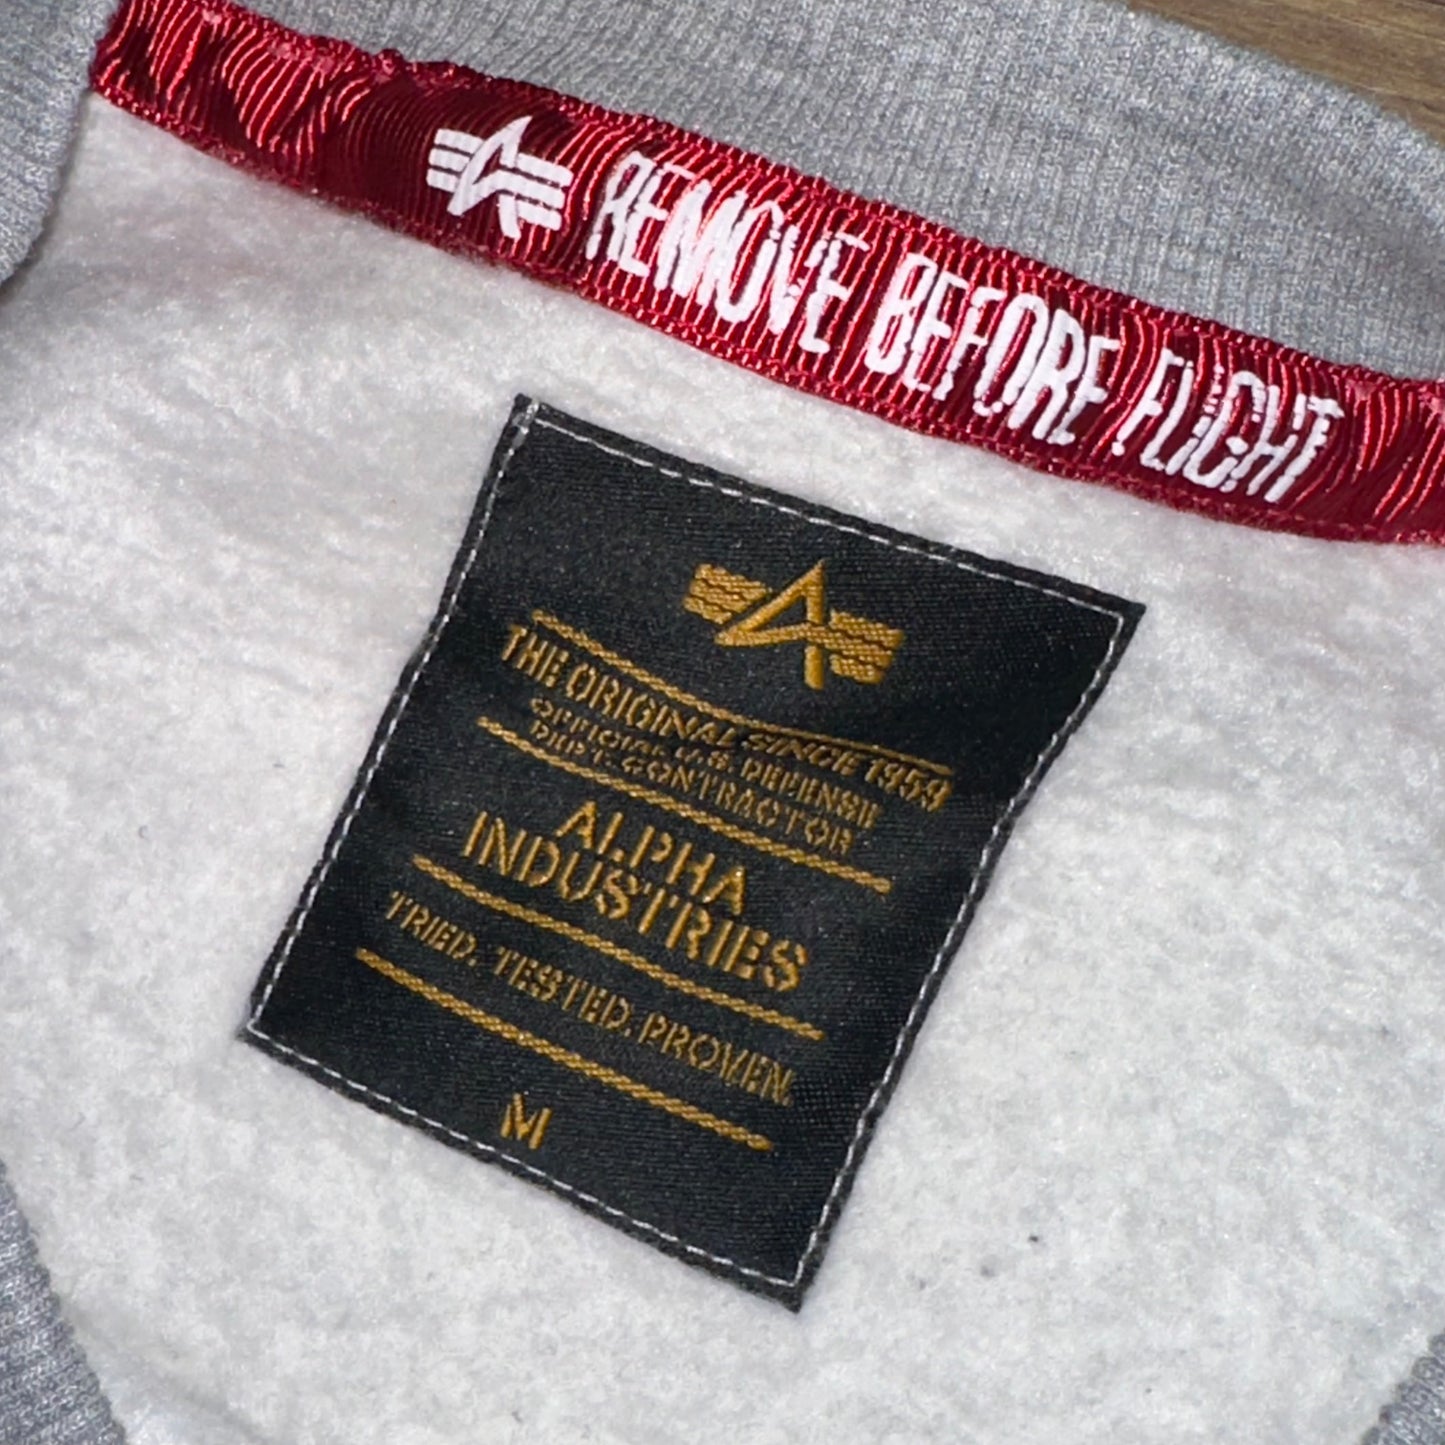 REMOVE BEFORE FLIGHT
THE ORIGINAL SINCE 1959
OFFICIAL U.S. DEFENSE
DEPT. CONTRACTOR
ALPHA
INDUSTRIES
TRIED. TESTED. PROVEN.
M